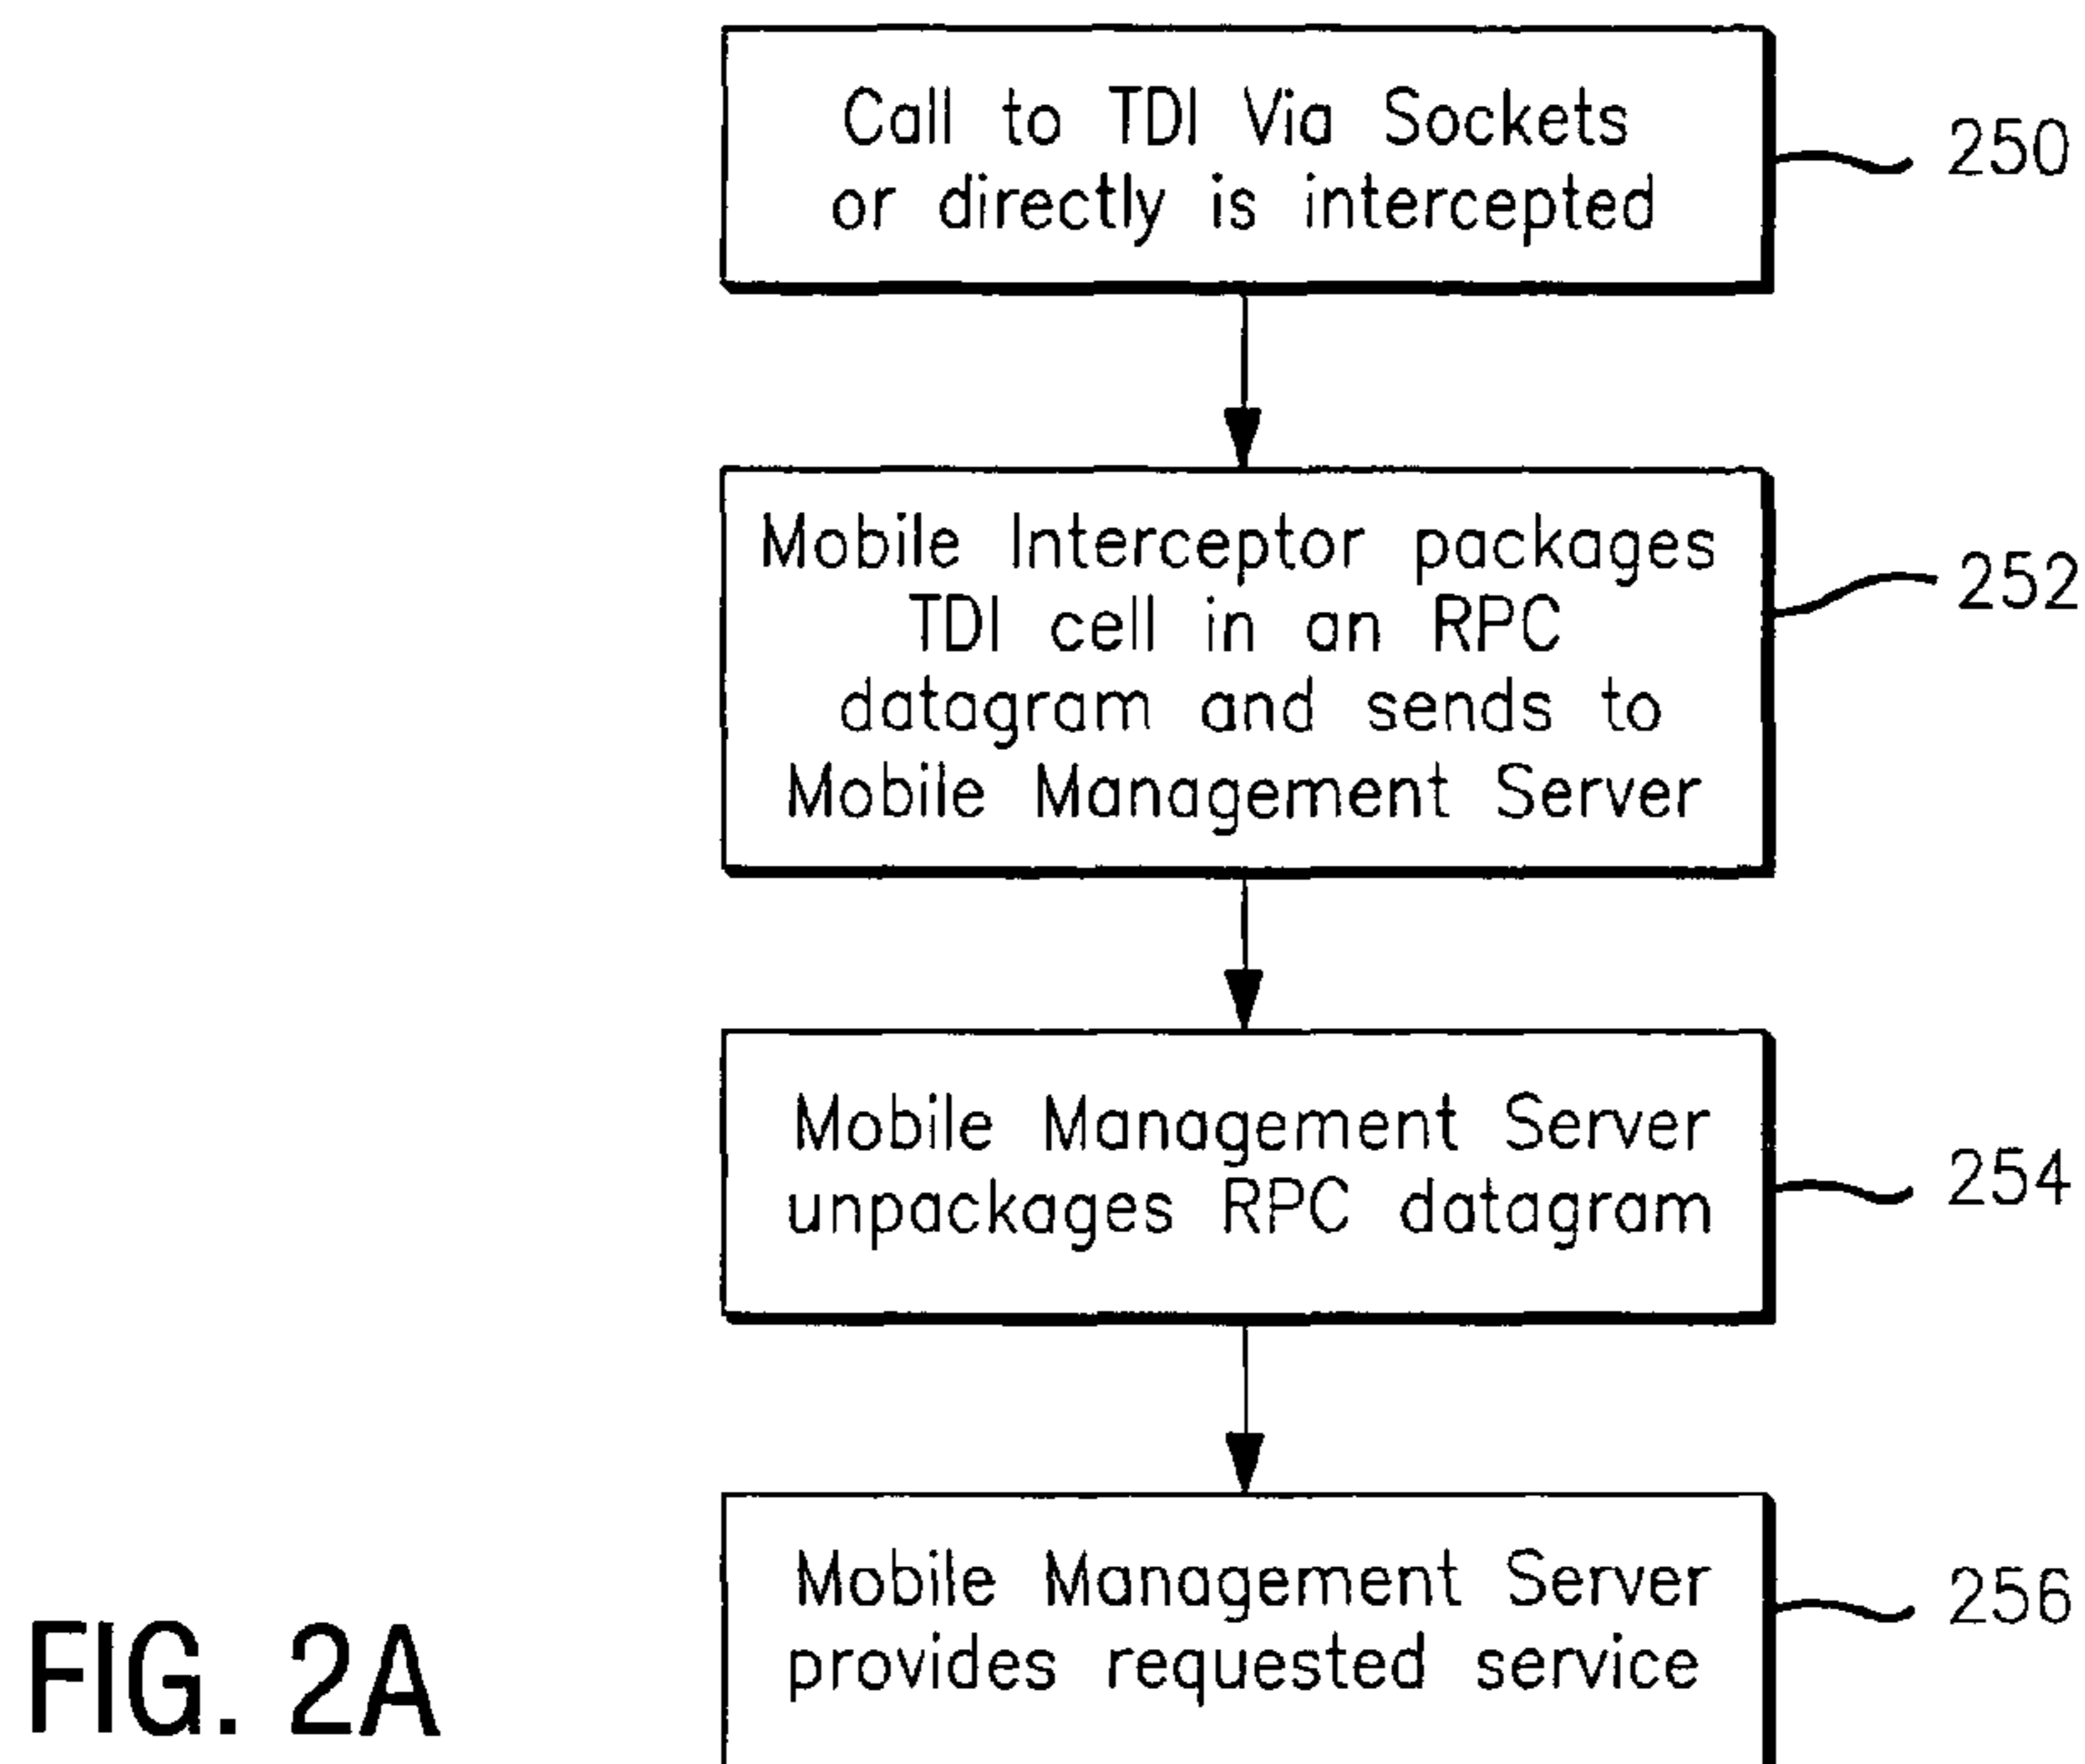 Call to TDI Via Sockets
or directly is intercepted
250
Mobile Interceptor packages
TDI cell in an RPC
datagram and sends to
Mobile Management Server
252
Mobile Management Server
unpackages RPC datagram
254
Mobile Management Server
provides requested service
256
FIG. 2A